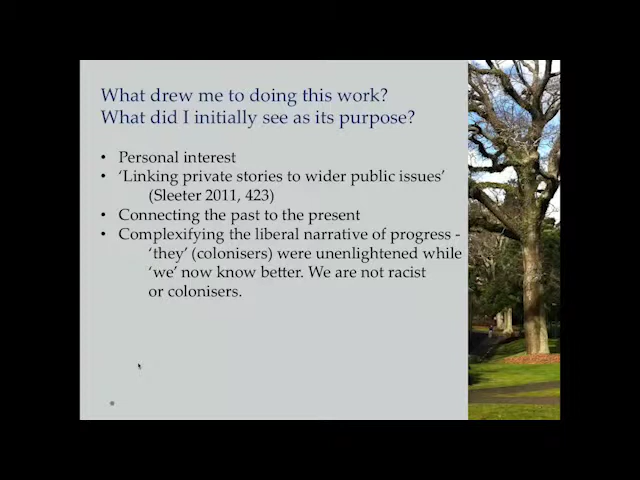 What drew me to doing this work?
What did I initially see as its purpose?
• Personal interest
• ‘Linking private stories to wider public issues’
(Sleeter 2011, 423)
• Connecting the past to the present
• Complexifying the liberal narrative of progress -
‘they’ (colonisers) were unenlightened while
‘we’ now know better. We are not racist
or colonisers.